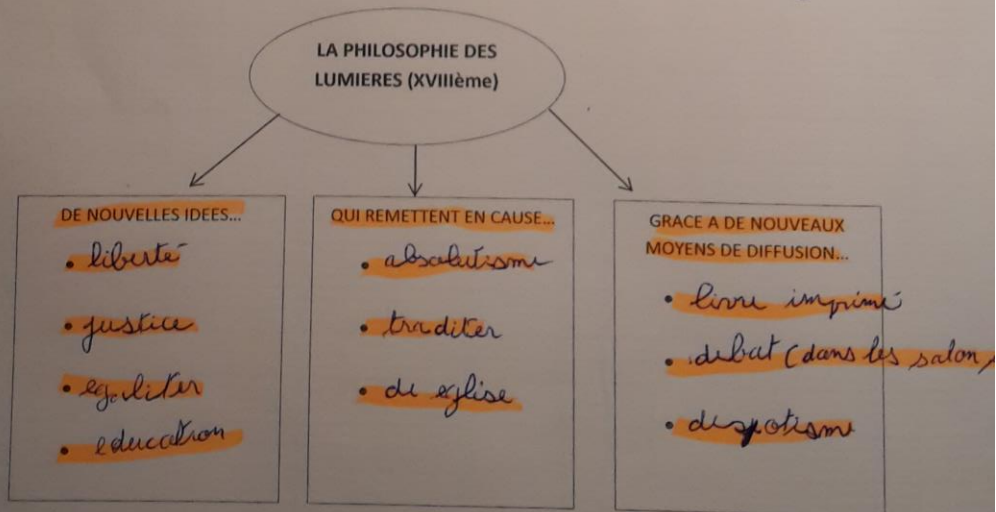 LA PHILOSOPHIE DES
LUMIERES (XVIIIème)
DE NOUVELLES IDEES...
• liberté
• justice
• egaliter
• education
QUI REMETTENT EN CAUSE...
• absolutisme
• traditer
• de eglise
GRACE A DE NOUVEAUX
MOYENS DE DIFFUSION...
• livre imprimé
• debat (dans les salon,
• despotisme